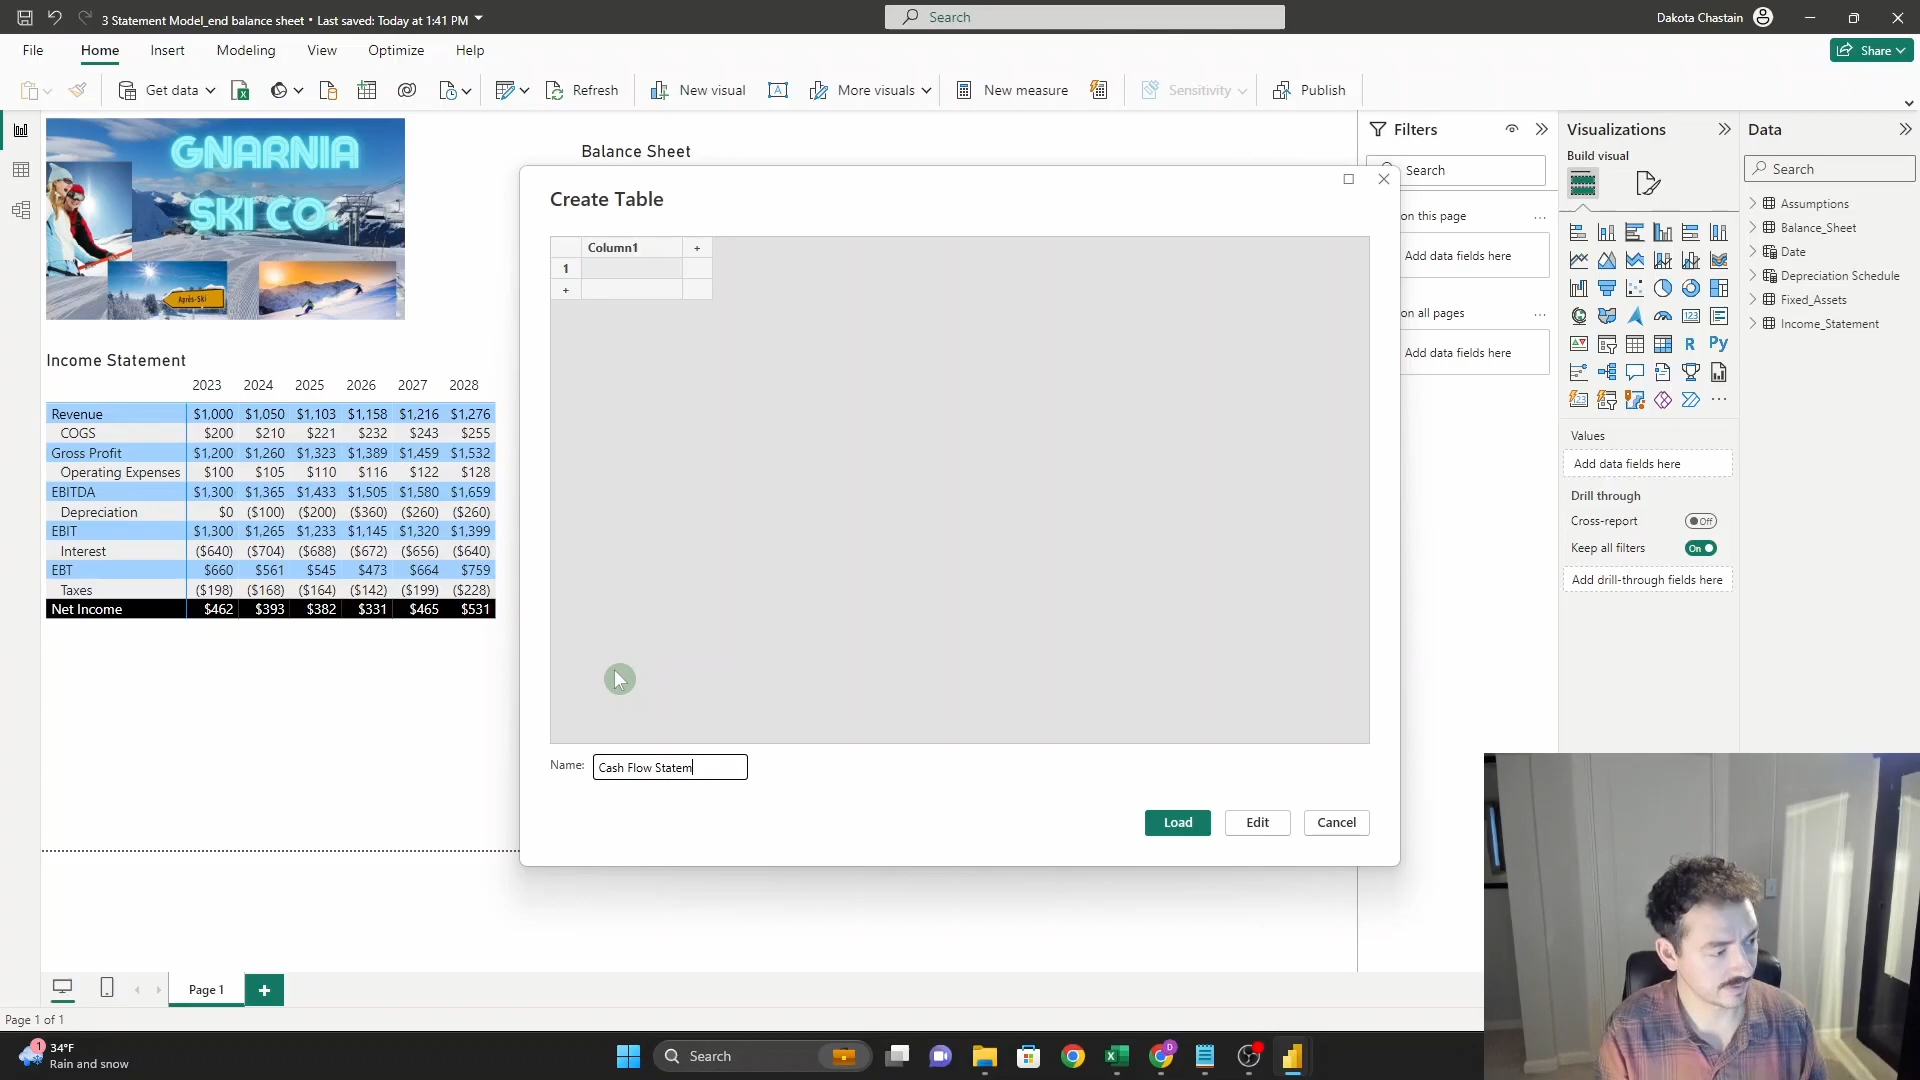 3 Statement Model_end balance sheet • Last saved: Today at 1:41 PM
Search
Dakota Chastain
File
Home
Insert
Modeling
View
Optimize
Help
Share
Get data
Refresh
New visual
More visuals
New measure
Sensitivity
Publish
GNARNIA
SKI CO.
Après-Ski
Balance Sheet
Income Statement
2023 2024 2025 2026 2027 2028
Revenue $1,000 $1,050 $1,103 $1,158 $1,216 $1,276
COGS $200 $210 $221 $232 $243 $255
Gross Profit $1,200 $1,260 $1,323 $1,389 $1,459 $1,532
Operating Expenses $100 $105 $110 $116 $122 $128
EBITDA $1,300 $1,365 $1,433 $1,505 $1,580 $1,659
Depreciation $0 ($100) ($200) ($360) ($260) ($260)
EBIT $1,300 $1,265 $1,233 $1,145 $1,320 $1,399
Interest ($640) ($704) ($688) ($672) ($656) ($640)
EBT $660 $561 $545 $473 $664 $759
Taxes ($198) ($168) ($164) ($142) ($199) ($228)
Net Income $462 $393 $382 $331 $465 $531
Create Table
Column1 +
1
+
Name: Cash Flow Statem
Load
Edit
Cancel
Filters
Search
on this page ...
Add data fields here
on all pages ...
Add data fields here
Visualizations
Build visual
123
R
Py
123
...
Values
Add data fields here
Drill through
Cross-report Off
Keep all filters On
Add drill-through fields here
Data
Search
Assumptions
Balance_Sheet
Date
Depreciation Schedule
Fixed_Assets
Income_Statement
Page 1
+
Page 1 of 1
1
34°F
Rain and snow
Search
D